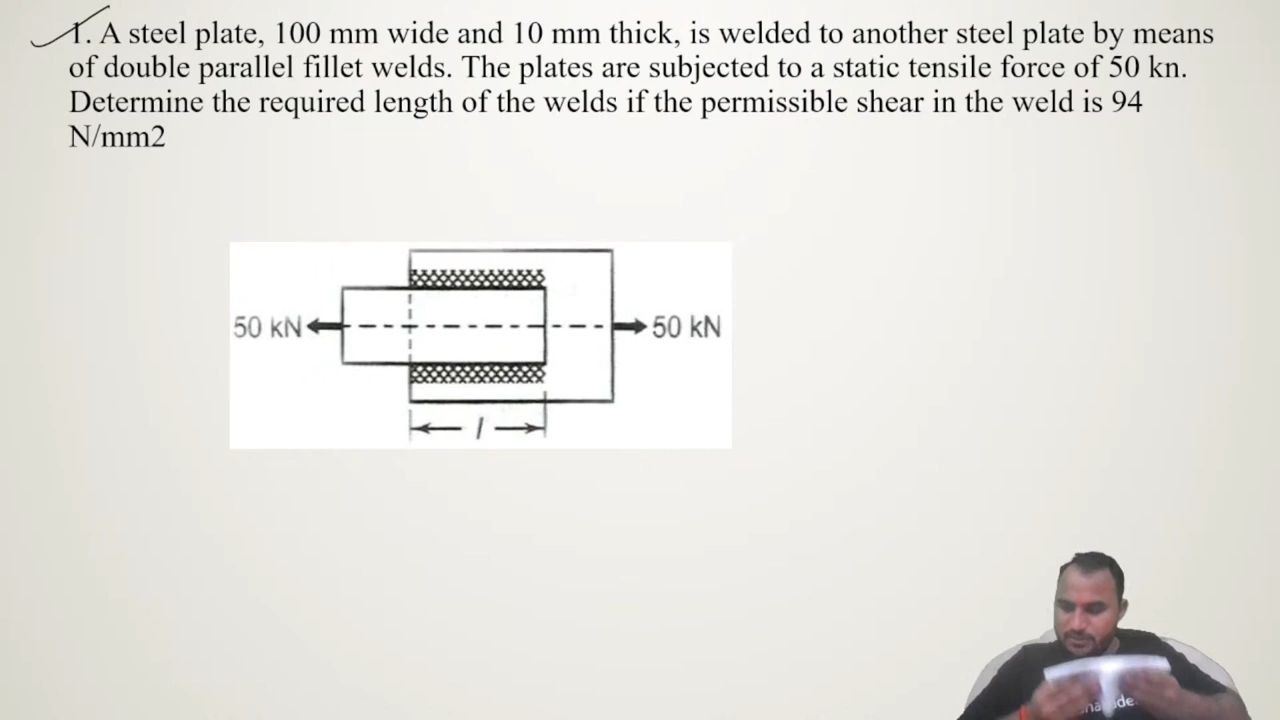 1. A steel plate, 100 mm wide and 10 mm thick, is welded to another steel plate by means
of double parallel fillet welds. The plates are subjected to a static tensile force of 50 kn.
Determine the required length of the welds if the permissible shear in the weld is 94
N/mm2
50 kN
50 kN
l